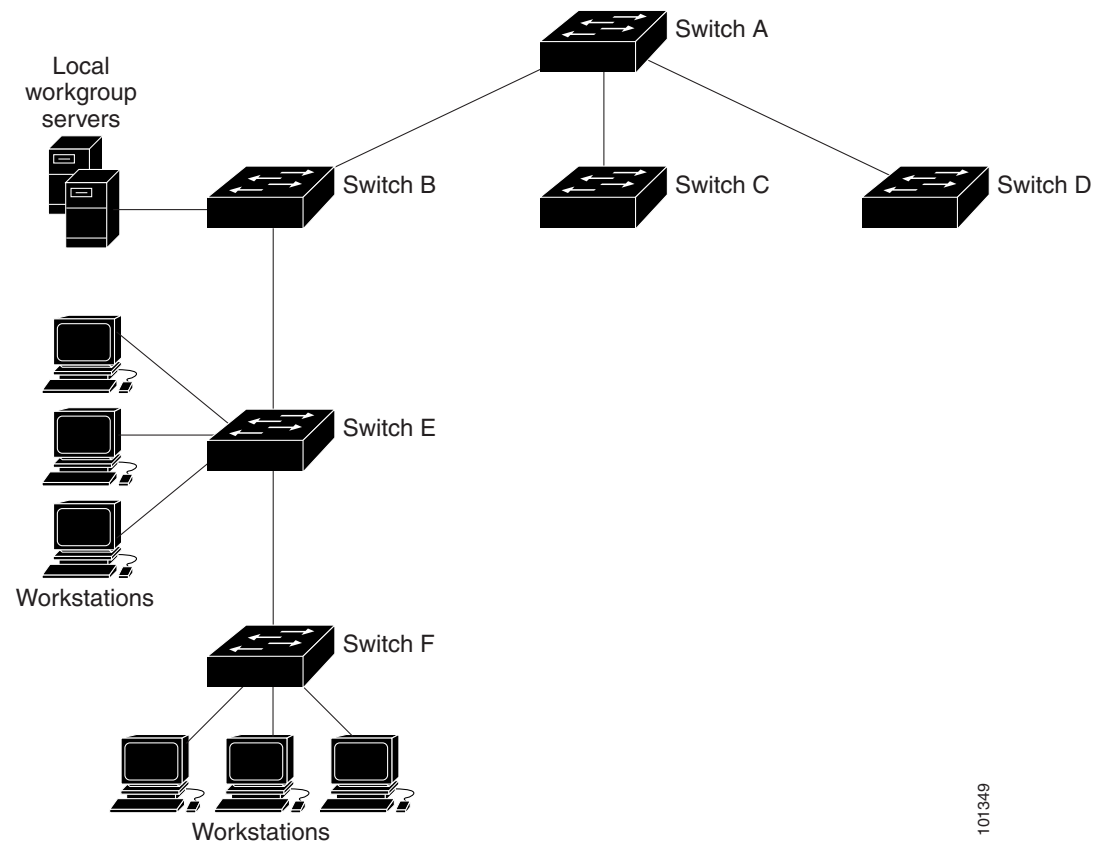 Switch A
Local
workgroup
servers
Switch B
Switch C
Switch D
Switch E
Workstations
Switch F
Workstations
101349